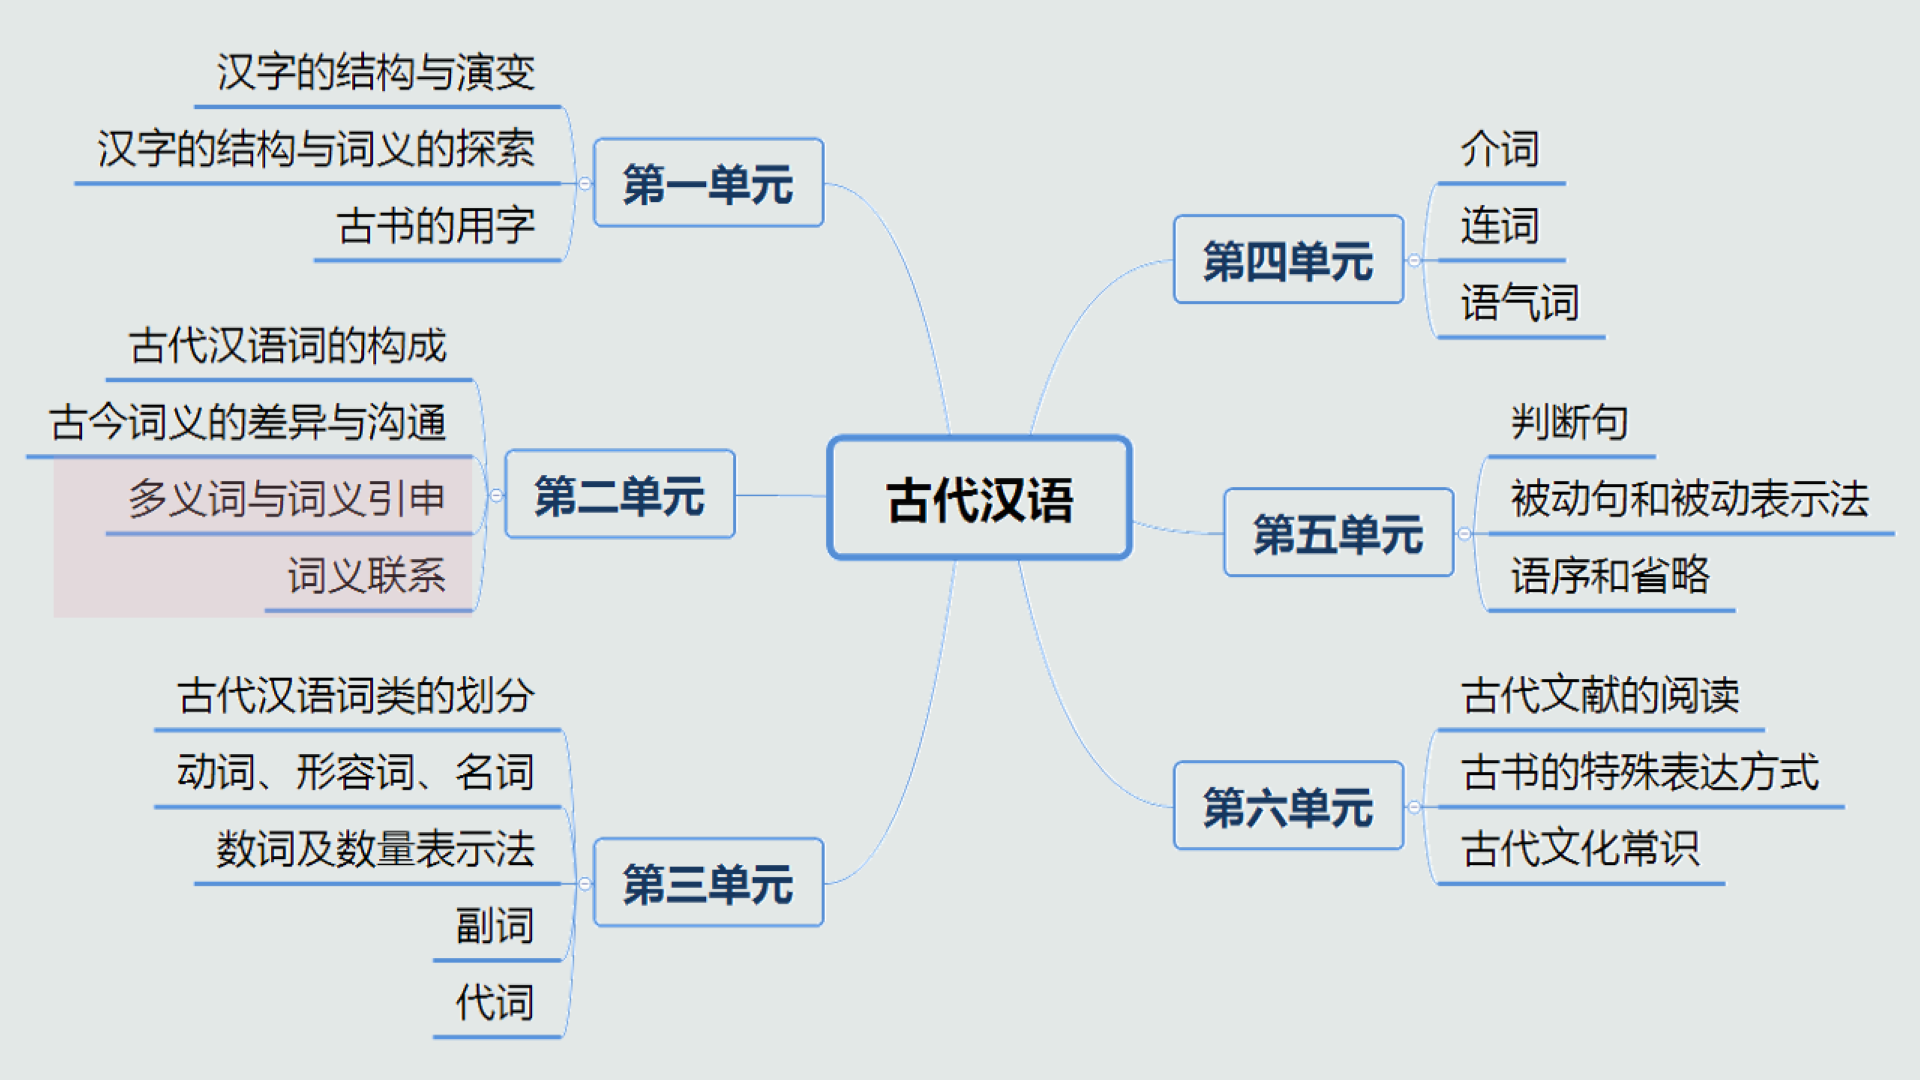 古代汉语
第一单元
汉字的结构与演变
汉字的结构与词义的探索
古书的用字
第二单元
古代汉语词的构成
古今词义的差异与沟通
多义词与词义引申
词义联系
第三单元
古代汉语词类的划分
动词、形容词、名词
数词及数量表示法
副词
代词
第四单元
介词
连词
语气词
第五单元
判断句
被动句和被动表示法
语序和省略
第六单元
古代文献的阅读
古书的特殊表达方式
古代文化常识